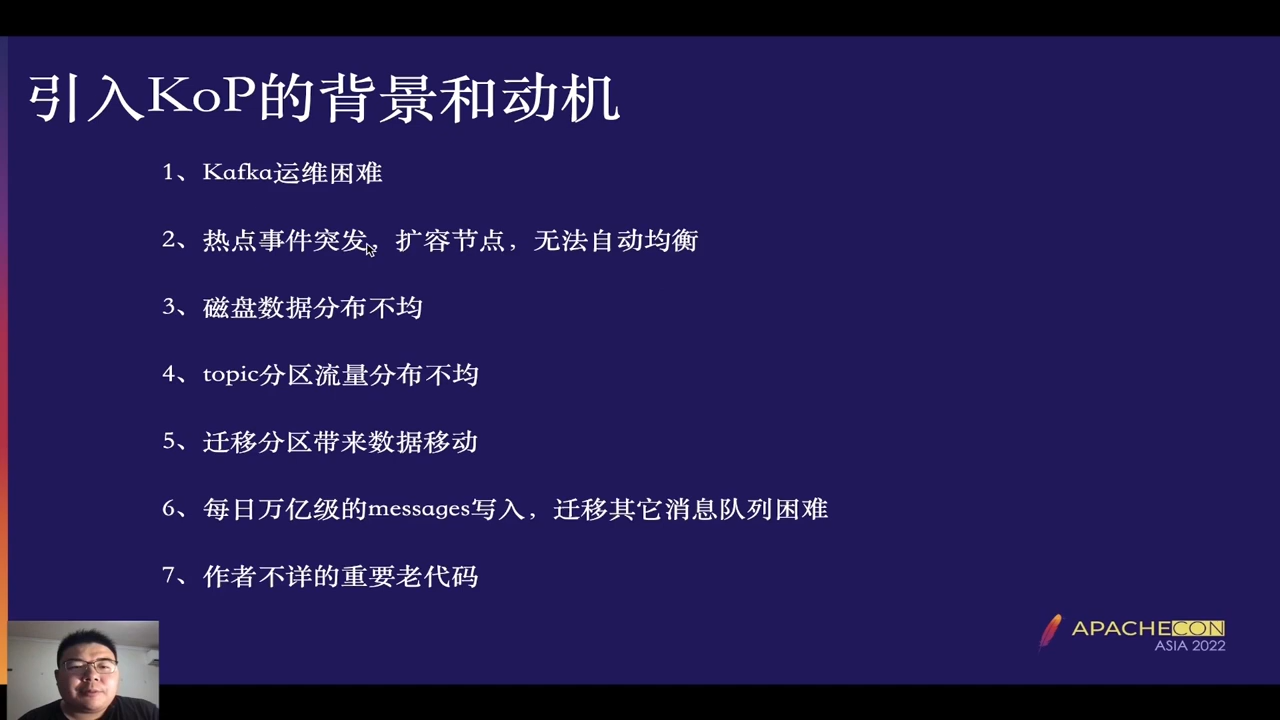 引入KoP的背景和动机
1、Kafka运维困难
2、热点事件突发，扩容节点，无法自动均衡
3、磁盘数据分布不均
4、topic分区流量分布不均
5、迁移分区带来数据移动
6、每日万亿级的messages写入，迁移其它消息队列困难
7、作者不详的重要老代码
APACHECON
ASIA 2022